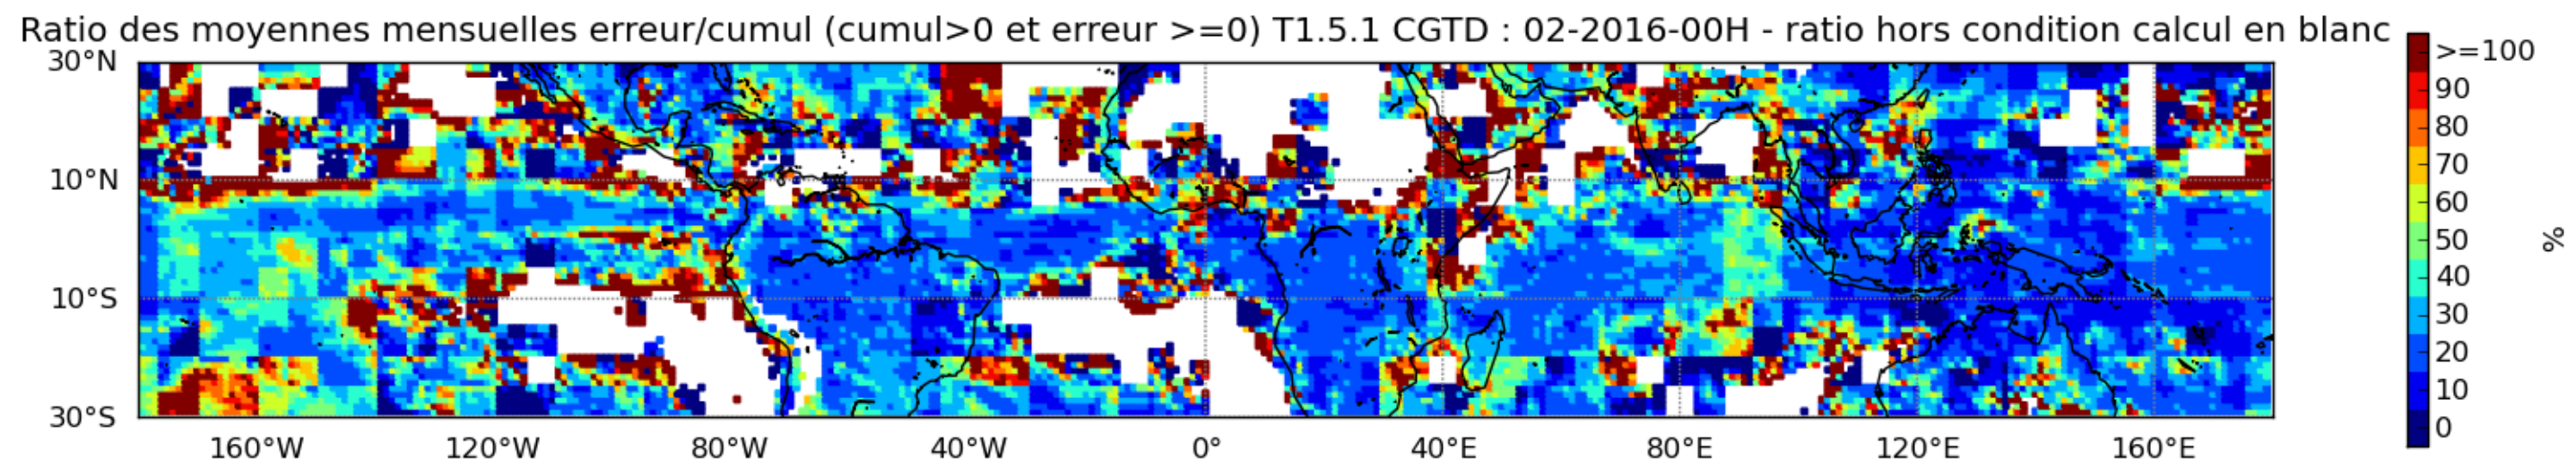 Ratio des moyennes mensuelles erreur/cumul (cumul>0 et erreur >=0) T1.5.1 CGTD : 02-2016-00H - ratio hors condition calcul en blanc
30°N
10°N
10°S
30°S
160°W 120°W 80°W 40°W 0° 40°E 80°E 120°E 160°E
>=100
90
80
70
60
50
40
30
20
10
0
%